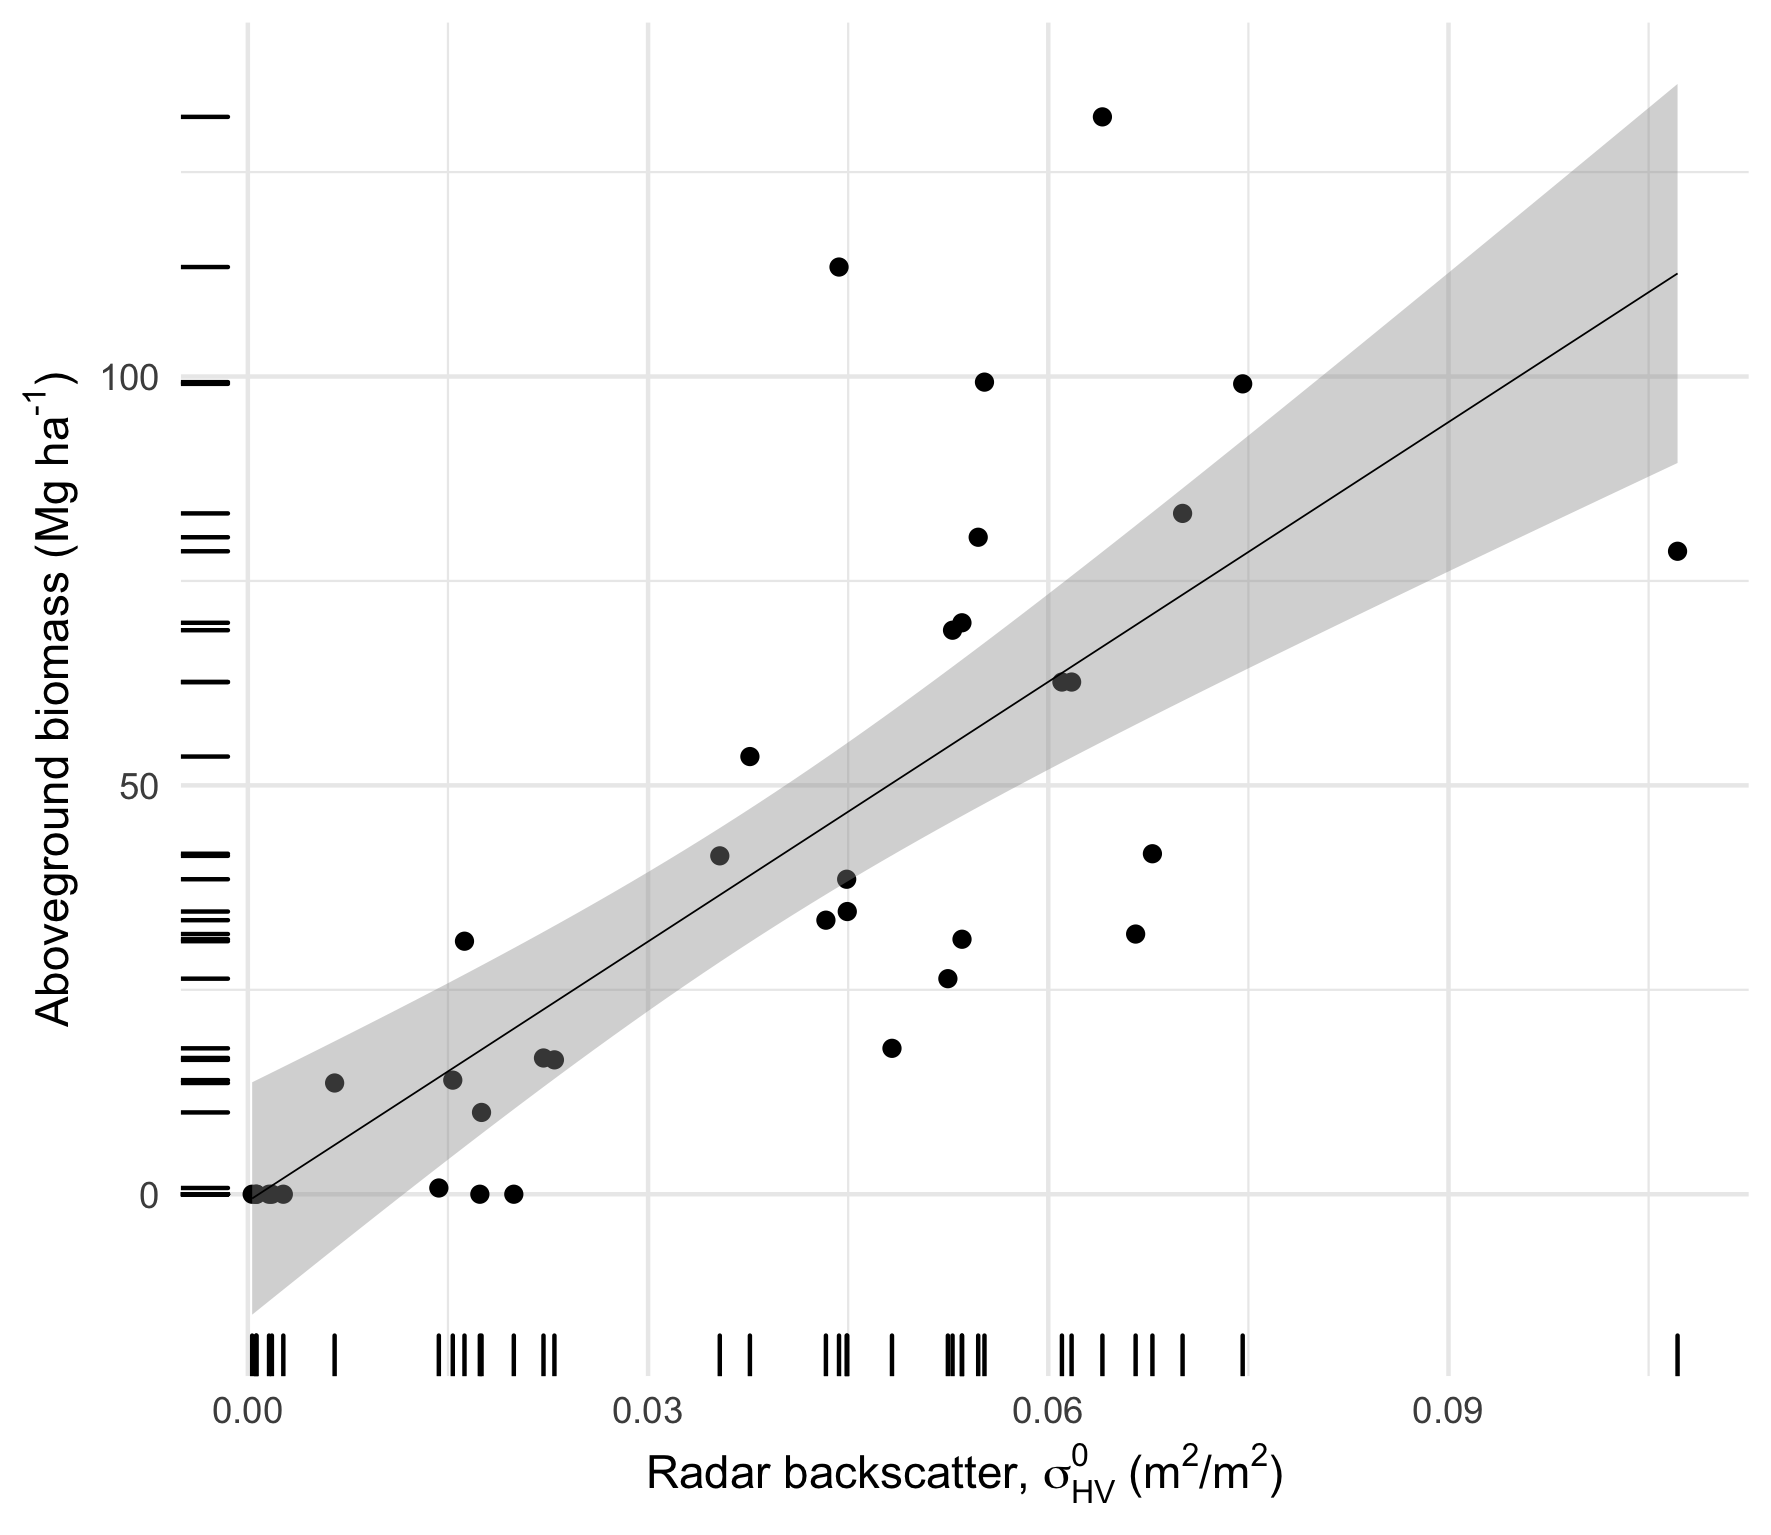 Aboveground biomass (Mg ha⁻¹)
100
50
0
0.00 0.03 0.06 0.09
Radar backscatter, σ⁰HV (m²/m²)